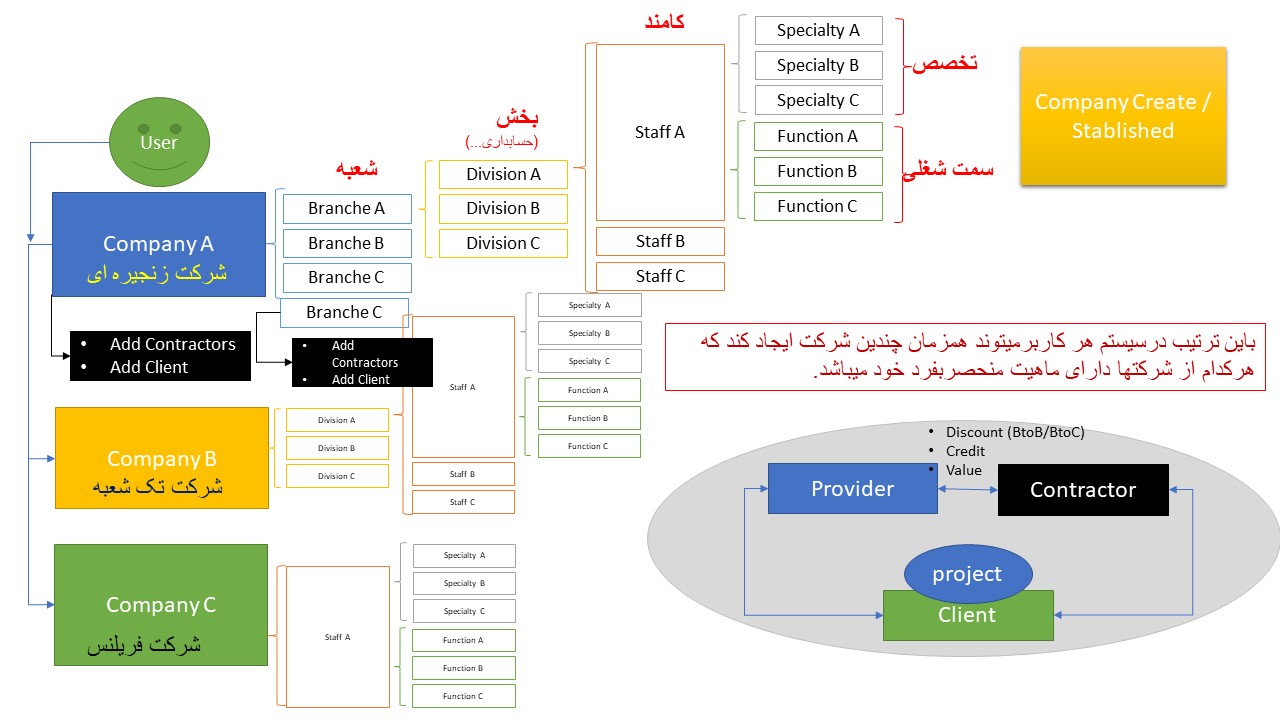 کامند
Specialty A
Specialty B
Specialty C
تخصص
Staff A
Function A
Function B
Function C
سمت شغلی
Staff B
Staff C
Company Create /
Stablished
بخش
(حسابداری...)
Division A
Division B
Division C
شعبه
Branche A
Branche B
Branche C
Branche C
User
Company A
شرکت زنجیره ای
• Add Contractors
• Add Client
• Add
Contractors
• Add Client
Specialty A
Specialty B
Specialty C
Staff A
Function A
Function B
Function C
Staff B
Staff C
Division A
Division B
Division C
Company B
شرکت تک شعبه
Company C
شرکت فریلنس
Staff A
Specialty A
Specialty B
Specialty C
Function A
Function B
Function C
باین ترتیب درسیستم هر کاربرمیتوند همزمان چندین شرکت ایجاد کند که
هرکدام از شرکتها دارای ماهیت منحصربفرد خود میباشد.
• Discount (BtoB/BtoC)
• Credit
• Value
Provider
Contractor
project
Client